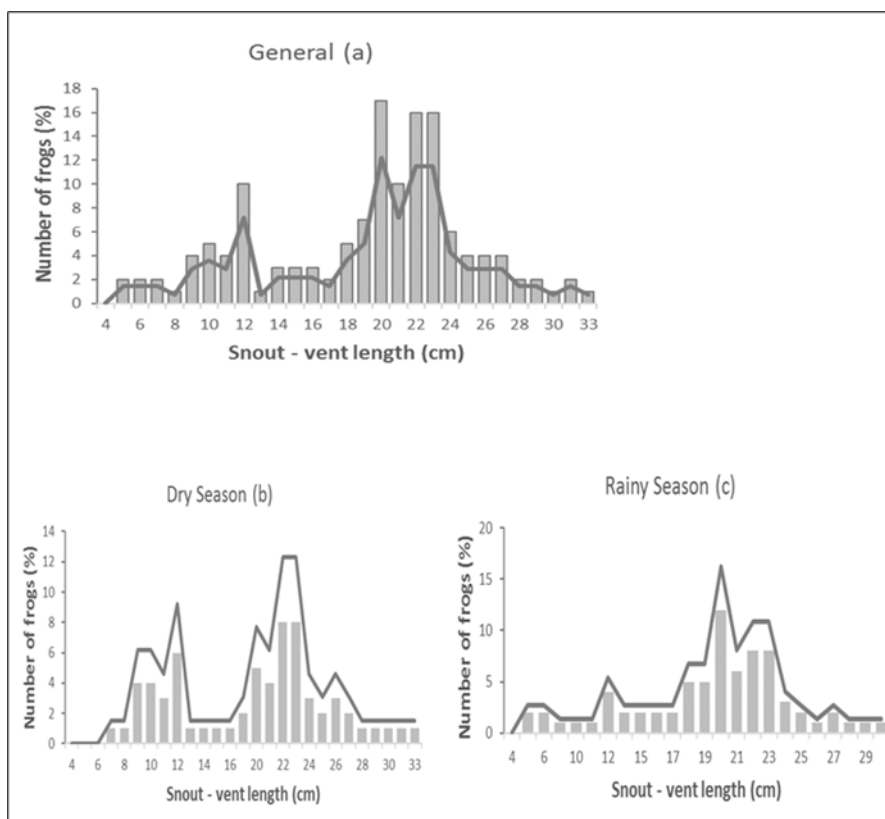 General (a)
Number of frogs (%)
18
16
14
12
10
8
6
4
2
0
4 6 8 10 12 14 16 18 20 22 24 26 28 30 33
Snout - vent length (cm)
Dry Season (b)
Number of frogs (%)
14
12
10
8
6
4
2
0
4 6 8 10 12 14 16 18 20 22 24 26 28 30 33
Snout - vent length (cm)
Rainy Season (c)
Number of frogs (%)
20
15
10
5
0
4 6 9 11 13 15 17 19 21 23 25 27 29
Snout - vent length (cm)